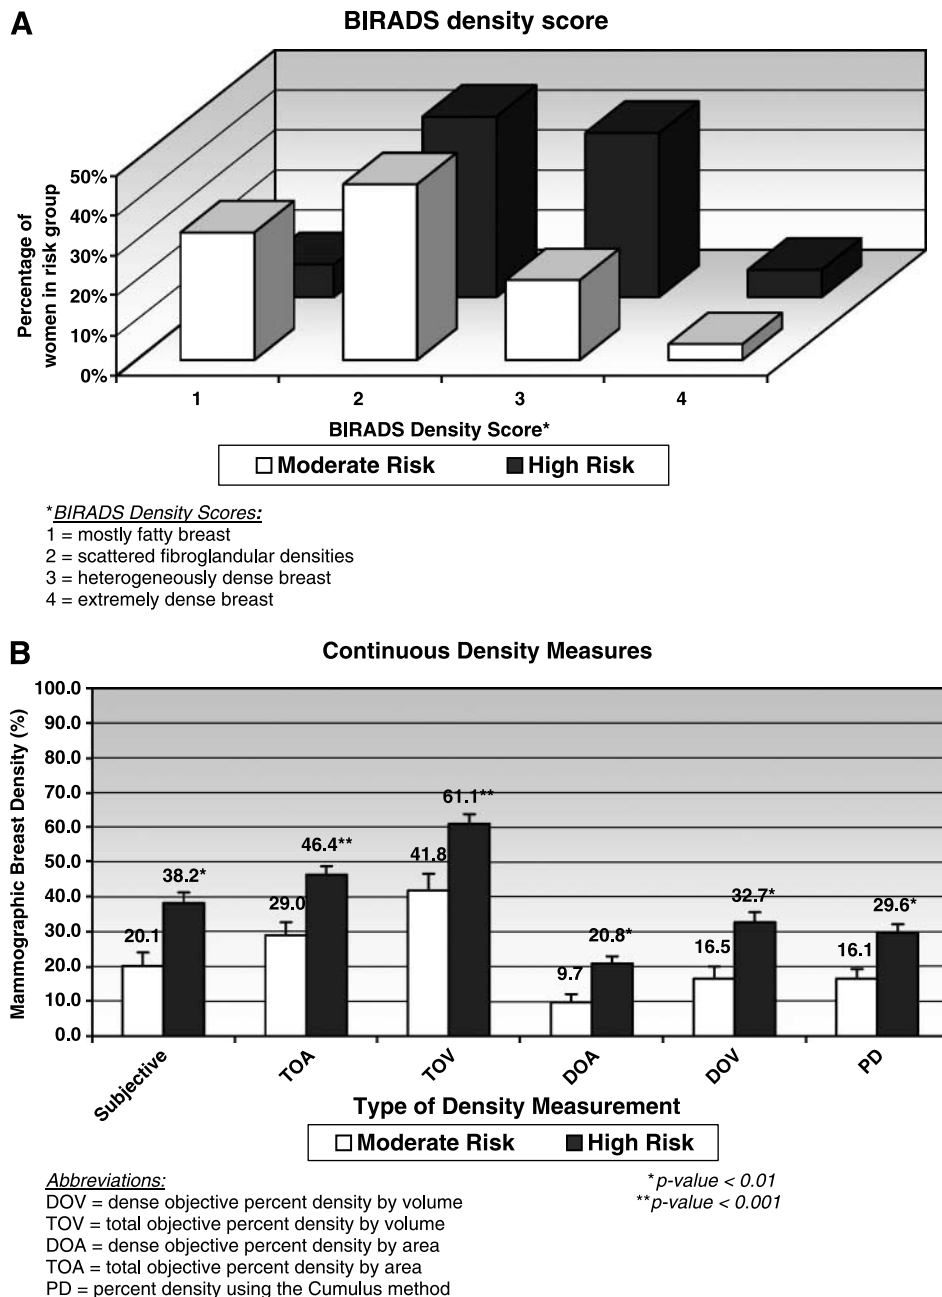 A
BIRADS density score
Percentage of
women in risk group
50%
40%
30%
20%
10%
0%
1 2 3 4
BIRADS Density Score*
Moderate Risk High Risk
*BIRADS Density Scores:
1 = mostly fatty breast
2 = scattered fibroglandular densities
3 = heterogeneously dense breast
4 = extremely dense breast
B
Continuous Density Measures
Mammographic Breast Density (%)
100.0
90.0
80.0
70.0
60.0
50.0
40.0
30.0
20.0
10.0
0.0
20.1 38.2*
29.0 46.4**
41.8 61.1**
9.7 20.8*
16.5 32.7*
16.1 29.6*
Subjective TOA TOV DOA DOV PD
Type of Density Measurement
Moderate Risk High Risk
Abbreviations:
DOV = dense objective percent density by volume
TOV = total objective percent density by volume
DOA = dense objective percent density by area
TOA = total objective percent density by area
PD = percent density using the Cumulus method
*p-value < 0.01
**p-value < 0.001